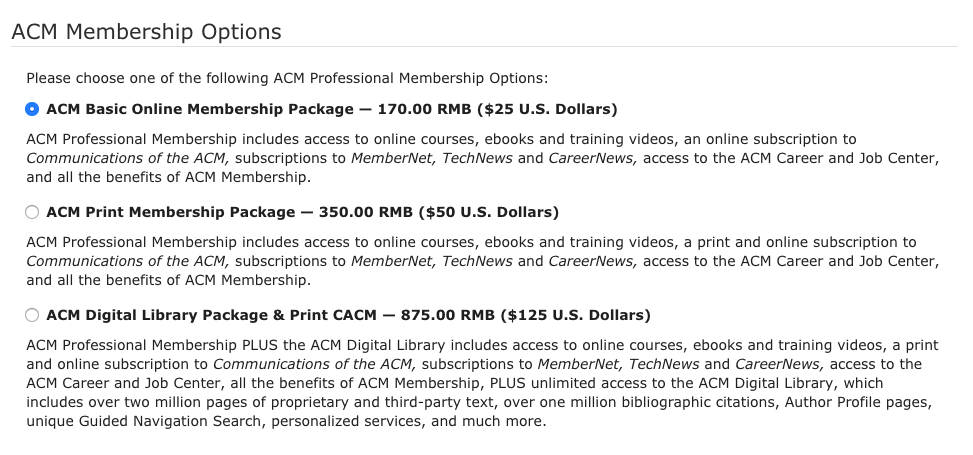 ACM Membership Options
Please choose one of the following ACM Professional Membership Options:
ACM Basic Online Membership Package — 170.00 RMB ($25 U.S. Dollars)
ACM Professional Membership includes access to online courses, ebooks and training videos, an online subscription to
Communications of the ACM, subscriptions to MemberNet, TechNews and CareerNews, access to the ACM Career and Job Center,
and all the benefits of ACM Membership.
ACM Print Membership Package — 350.00 RMB ($50 U.S. Dollars)
ACM Professional Membership includes access to online courses, ebooks and training videos, a print and online subscription to
Communications of the ACM, subscriptions to MemberNet, TechNews and CareerNews, access to the ACM Career and Job Center,
and all the benefits of ACM Membership.
ACM Digital Library Package & Print CACM — 875.00 RMB ($125 U.S. Dollars)
ACM Professional Membership PLUS the ACM Digital Library includes access to online courses, ebooks and training videos, a print
and online subscription to Communications of the ACM, subscriptions to MemberNet, TechNews and CareerNews, access to the
ACM Career and Job Center, all the benefits of ACM Membership, PLUS unlimited access to the ACM Digital Library, which
includes over two million pages of proprietary and third-party text, over one million bibliographic citations, Author Profile pages,
unique Guided Navigation Search, personalized services, and much more.